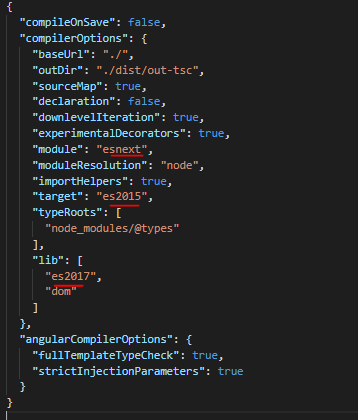 {
  "compileOnSave": false,
  "compilerOptions": {
    "baseUrl": "./",
    "outDir": "./dist/out-tsc",
    "sourceMap": true,
    "declaration": false,
    "downlevelIteration": true,
    "experimentalDecorators": true,
    "module": "esnext",
    "moduleResolution": "node",
    "importHelpers": true,
    "target": "es2015",
    "typeRoots": [
      "node_modules/@types"
    ],
    "lib": [
      "es2017",
      "dom"
    ]
  },
  "angularCompilerOptions": {
    "fullTemplateTypeCheck": true,
    "strictInjectionParameters": true
  }
}